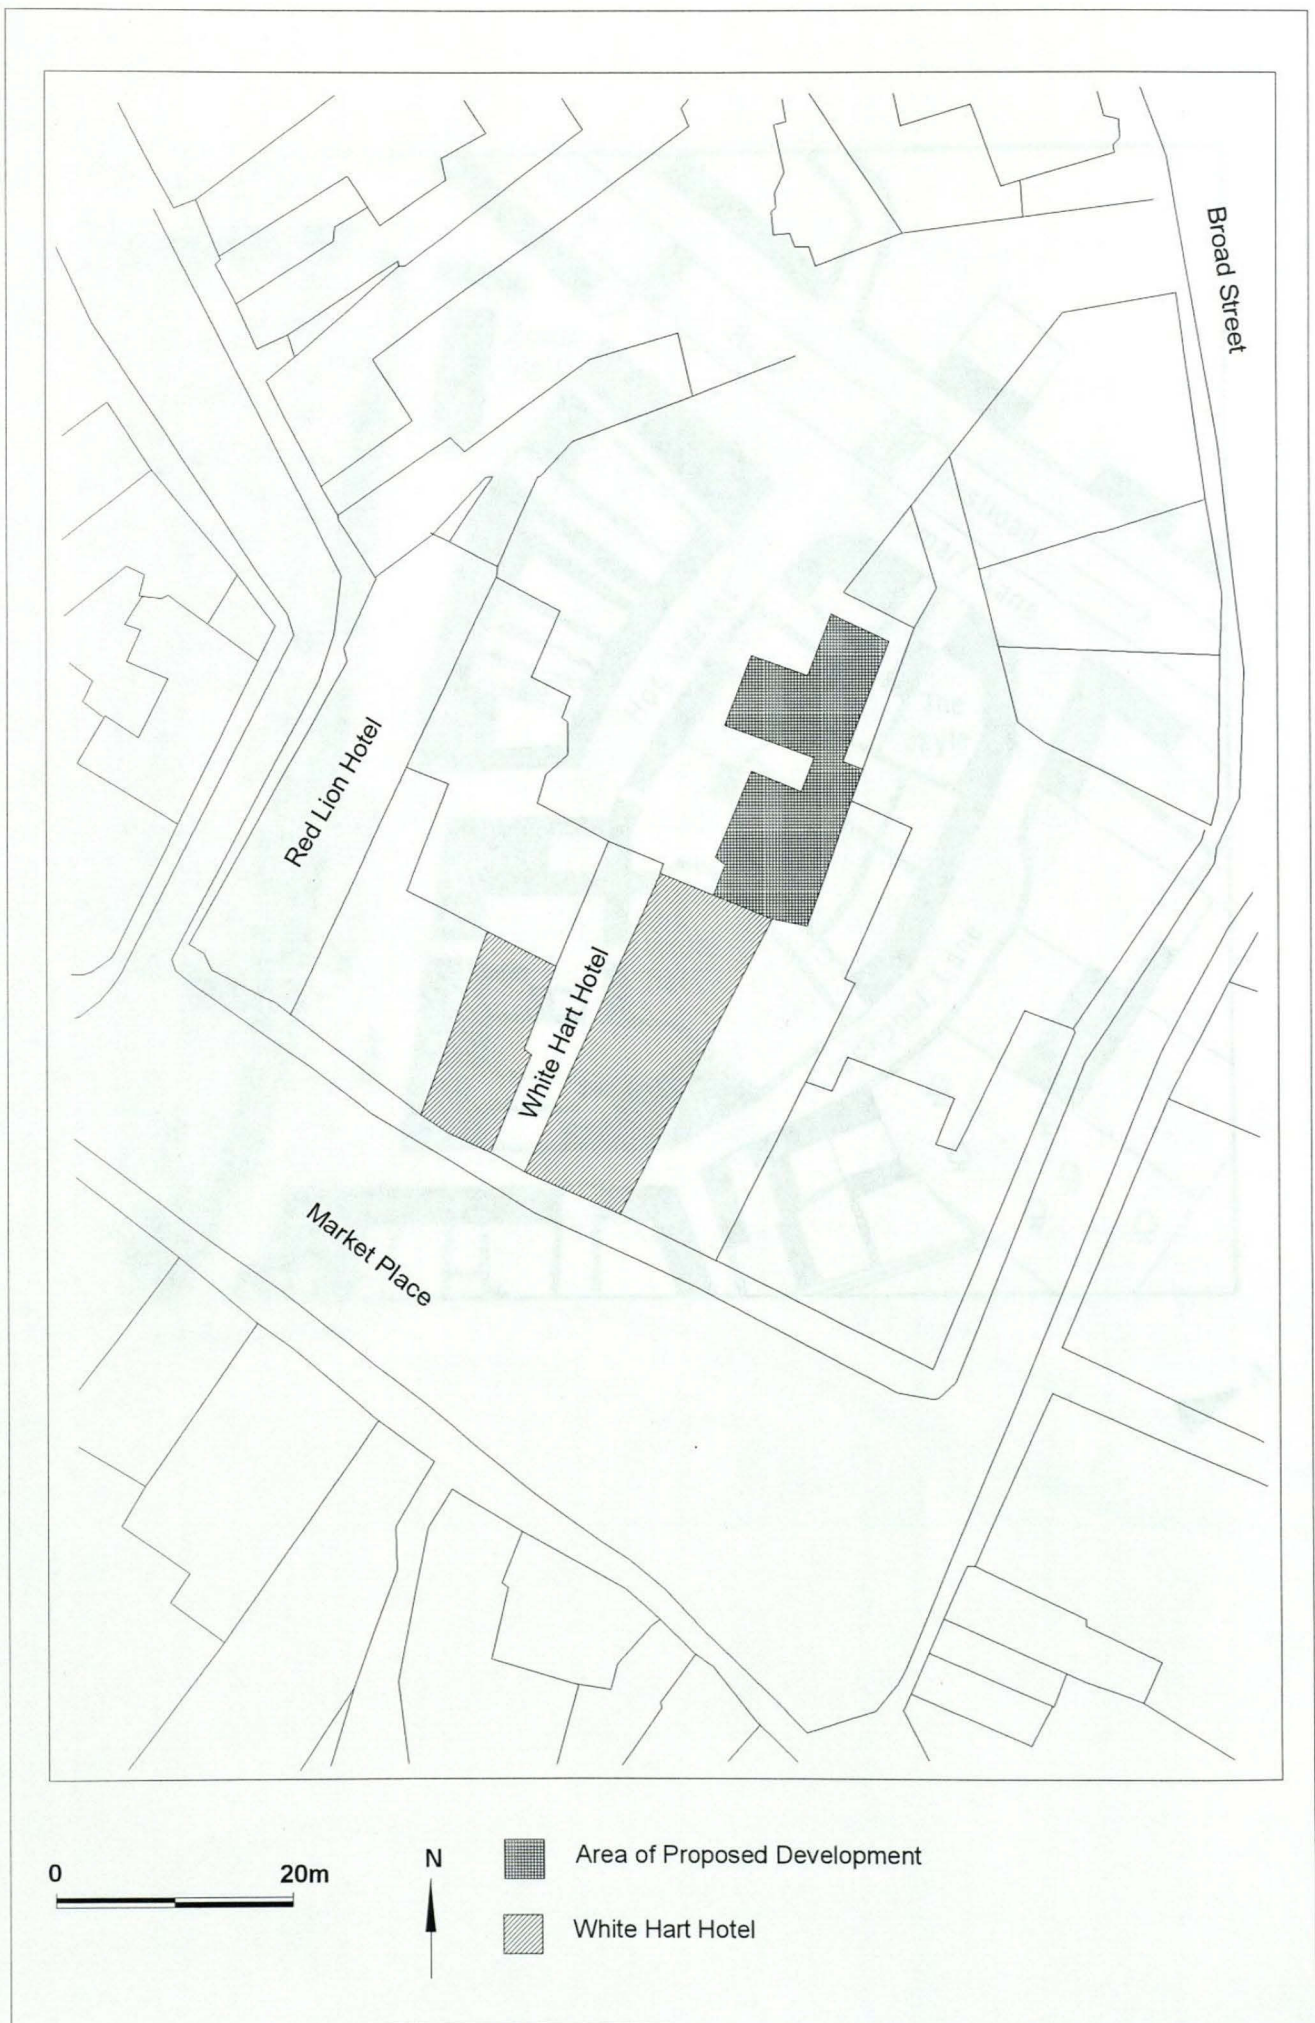 Broad Street
Red Lion Hotel
White Hart Hotel
Market Place
0 20m
N
Area of Proposed Development
White Hart Hotel